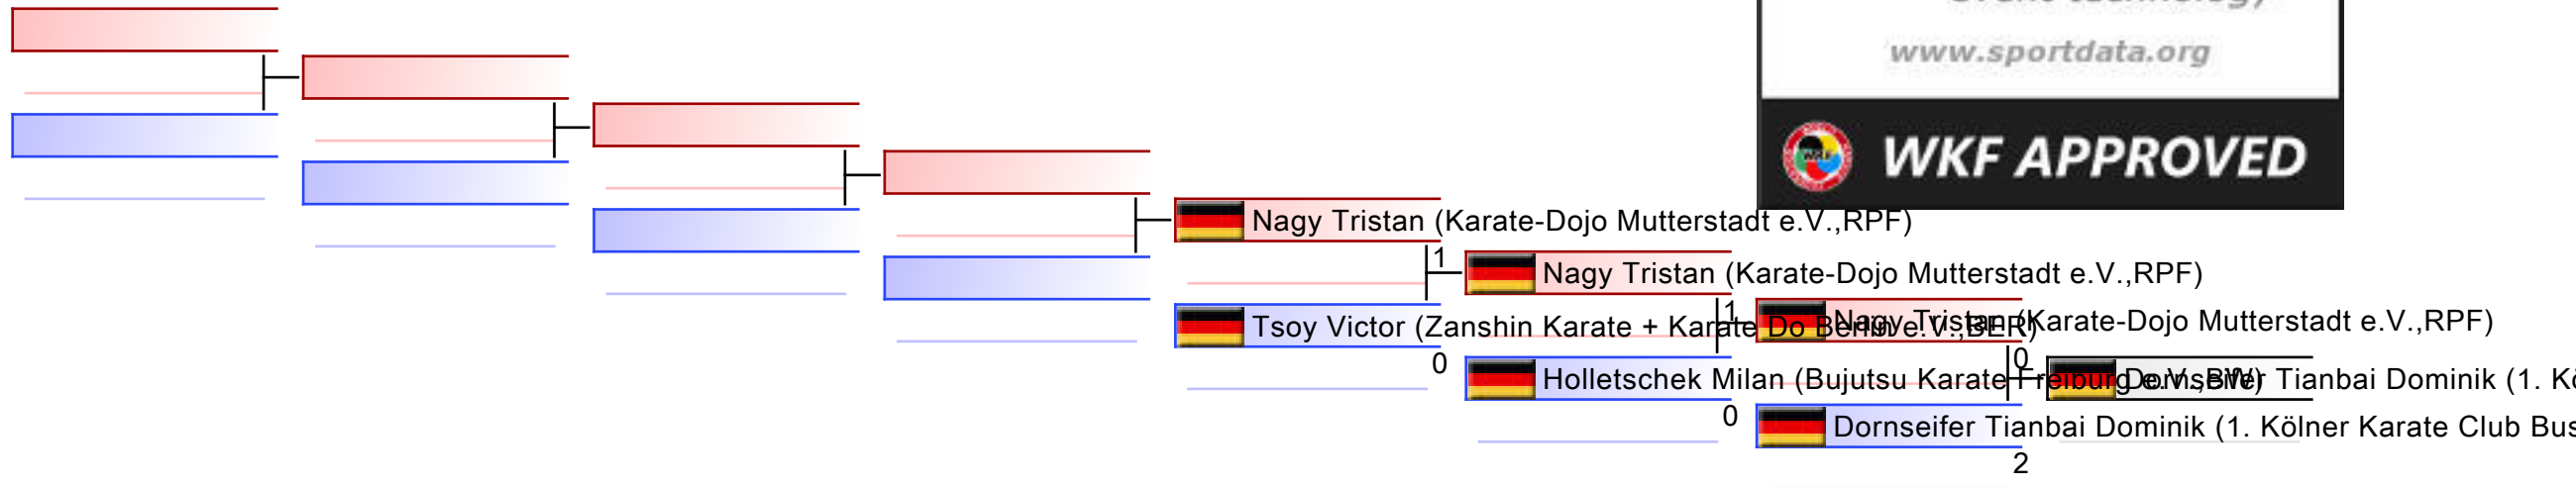 www.sportdata.org
WKF APPROVED
Nagy Tristan (Karate-Dojo Mutterstadt e.V.,RPF)
1
Nagy Tristan (Karate-Dojo Mutterstadt e.V.,RPF)
1
Nagy Tristan (Karate-Dojo Mutterstadt e.V.,RPF)
Tsoy Victor (Zanshin Karate + Karate Do Berlin e.V.,BER)
0
0
Holletschek Milan (Bujutsu Karate Freiburg e.V.,BW)
Dornseifer Tianbai Dominik (1. Kö
0
Dornseifer Tianbai Dominik (1. Kölner Karate Club Bus
2